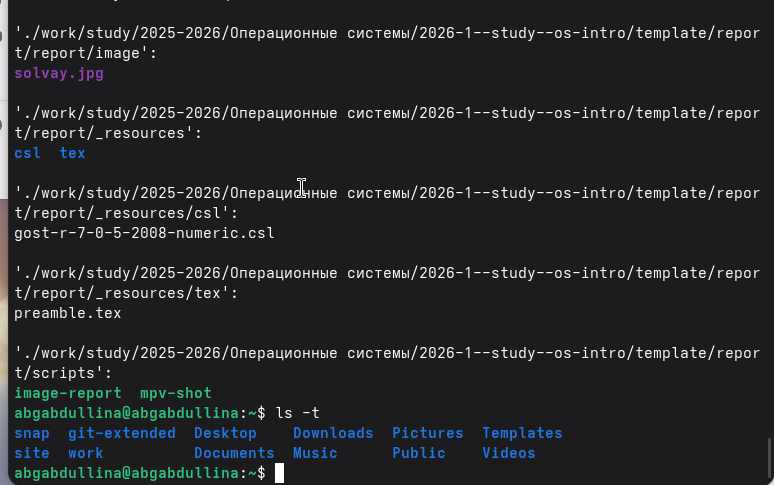 './work/study/2025-2026/Операционные системы/2026-1--study--os-intro/template/repor
t/report/image':
solvay.jpg
'./work/study/2025-2026/Операционные системы/2026-1--study--os-intro/template/repor
t/report/_resources':
csl  tex
'./work/study/2025-2026/Операционные системы/2026-1--study--os-intro/template/repor
t/report/_resources/csl':
gost-r-7-0-5-2008-numeric.csl
'./work/study/2025-2026/Операционные системы/2026-1--study--os-intro/template/repor
t/report/_resources/tex':
preamble.tex
'./work/study/2025-2026/Операционные системы/2026-1--study--os-intro/template/repor
t/scripts':
image-report  mpv-shot
abgabdullina@abgabdullina:~$ ls -t
snap  git-extended  Desktop    Downloads  Pictures  Templates
site  work          Documents  Music      Public    Videos
abgabdullina@abgabdullina:~$